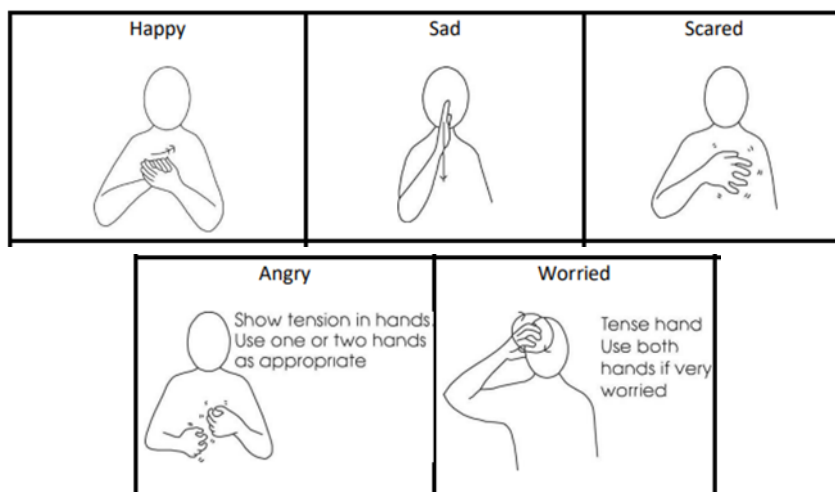 Happy
Sad
Scared
Angry
Show tension in hands.
Use one or two hands
as appropriate
Worried
Tense hand
Use both
hands if very
worried